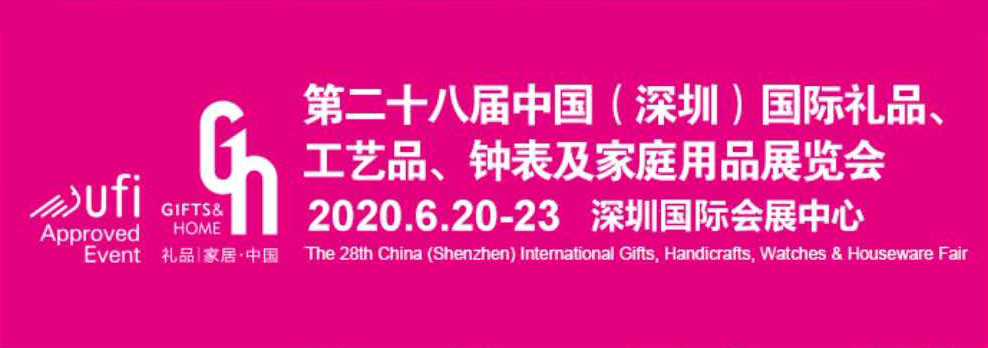 第二十八届中国（深圳）国际礼品、
工艺品、钟表及家庭用品展览会
2020.6.20-23 深圳国际会展中心
The 28th China (Shenzhen) International Gifts, Handicrafts, Watches & Houseware Fair
ufi
Approved
Event
Gh
GIFTS&
HOME
礼品|家居·中国